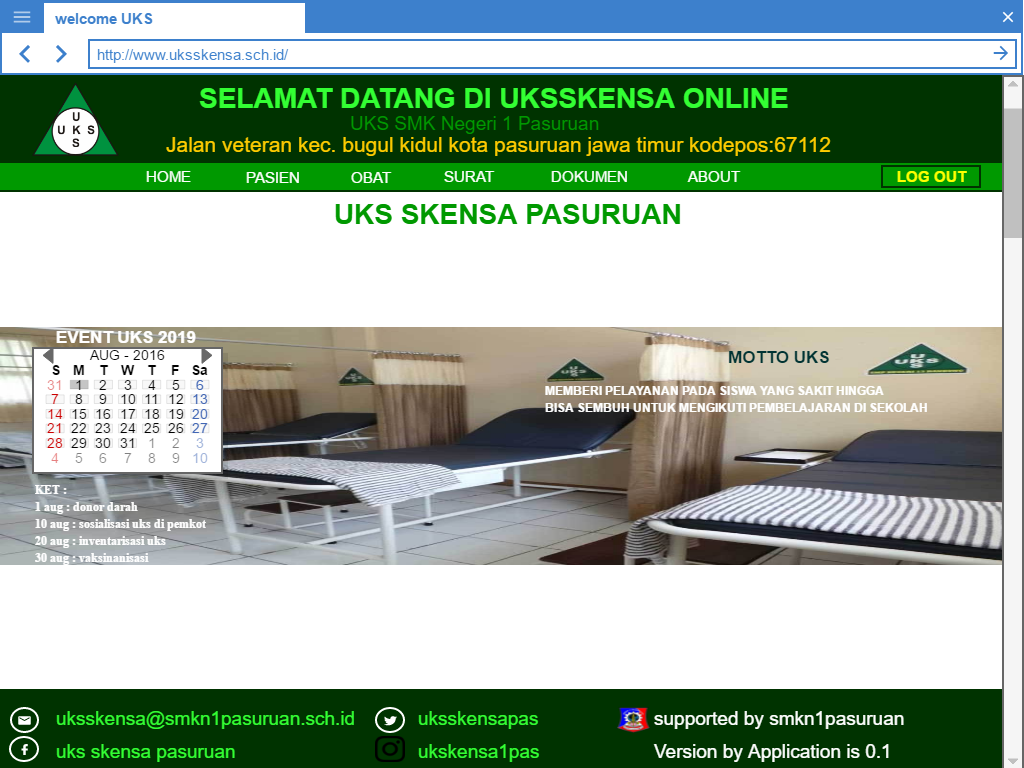 welcome UKS
http://www.uksskensa.sch.id/
SELAMAT DATANG DI UKSSKENSA ONLINE
UKS SMK Negeri 1 Pasuruan
Jalan veteran kec. bugul kidul kota pasuruan jawa timur kodepos:67112
U
U K S
S
HOME PASIEN OBAT SURAT DOKUMEN ABOUT LOG OUT
UKS SKENSA PASURUAN
EVENT UKS 2019
AUG - 2016
S M T W T F Sa
31 1 2 3 4 5 6
7 8 9 10 11 12 13
14 15 16 17 18 19 20
21 22 23 24 25 26 27
28 29 30 31 1 2 3
4 5 6 7 8 9 10
KET :
1 aug : donor darah
10 aug : sosialisasi uks di pemkot
20 aug : inventarisasi uks
30 aug : vaksinanisasi
MOTTO UKS
MEMBERI PELAYANAN PADA SISWA YANG SAKIT HINGGA
BISA SEMBUH UNTUK MENGIKUTI PEMBELAJARAN DI SEKOLAH
U
UKS
S
uksskensa@smkn1pasuruan.sch.id uksskensapas supported by smkn1pasuruan
uks skensa pasuruan ukskensa1pas Version by Application is 0.1